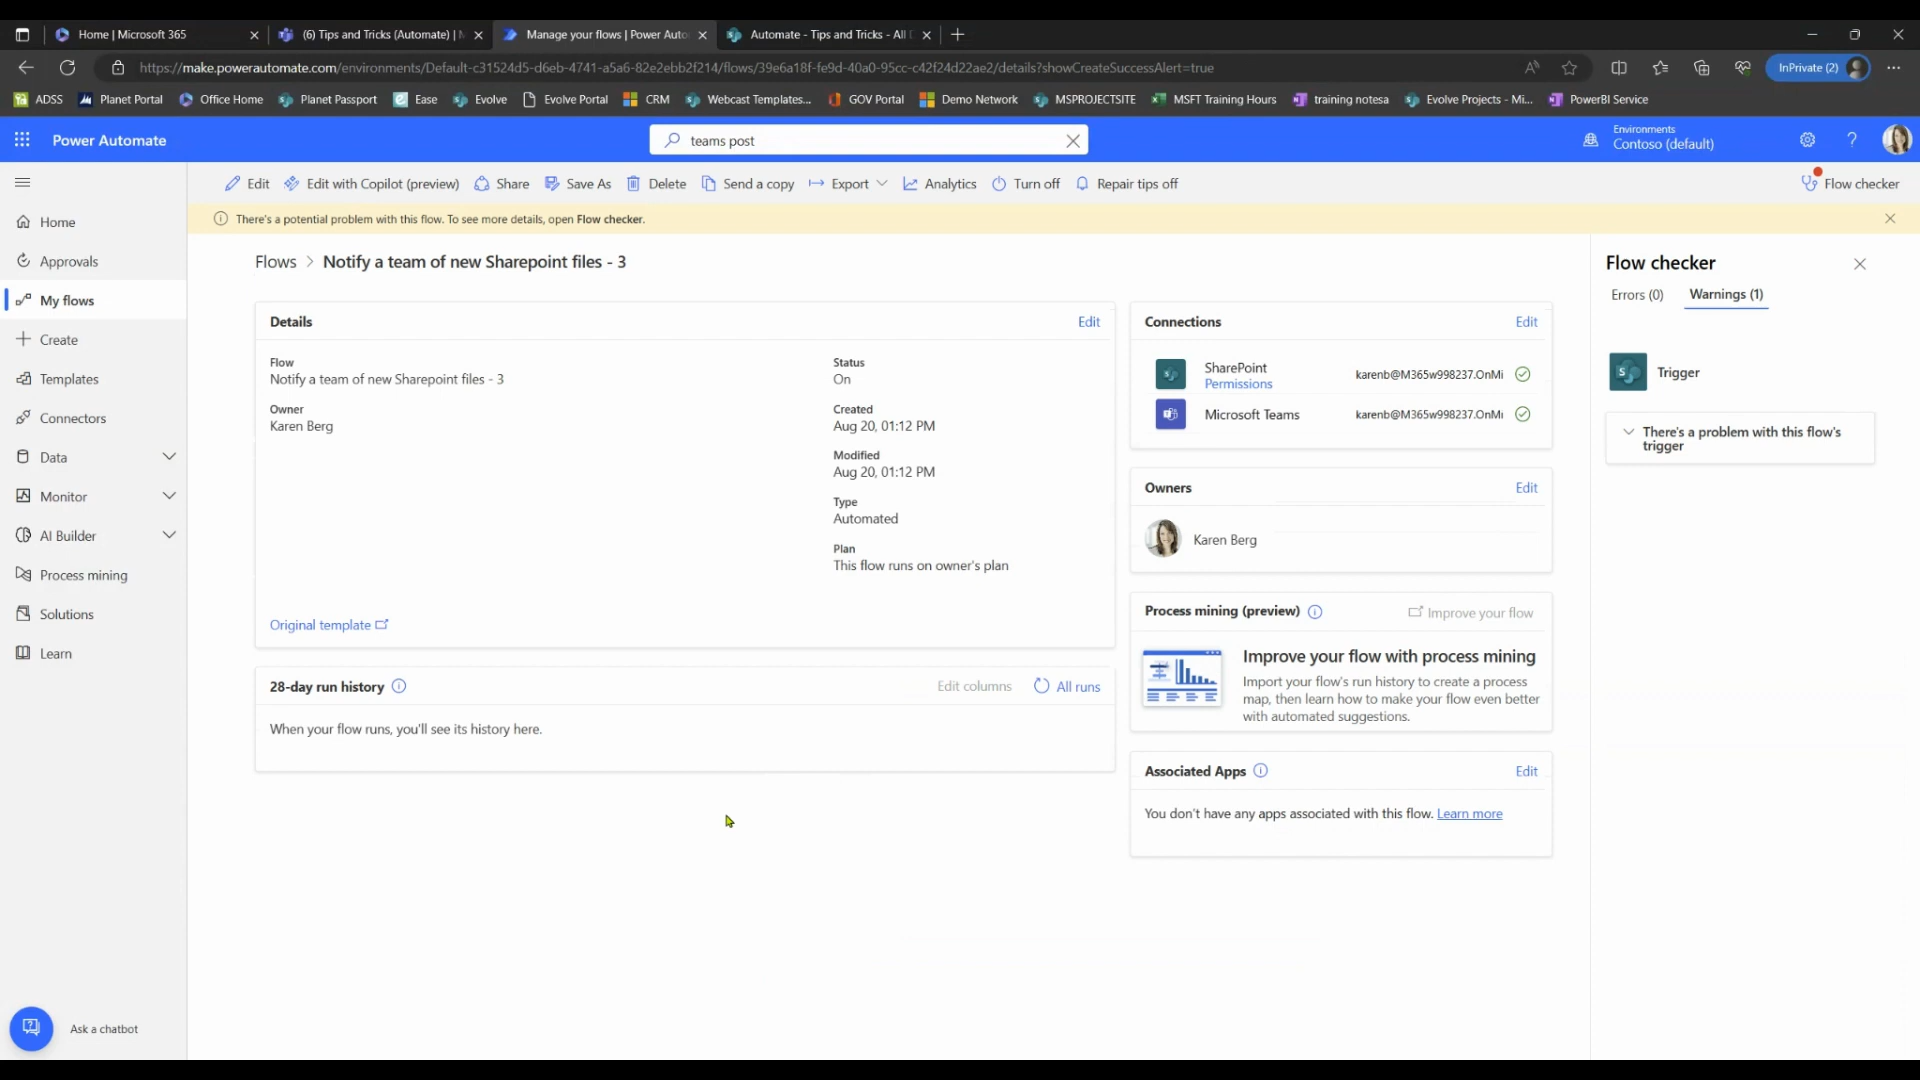 Home | Microsoft 365
(6) Tips and Tricks (Automate) | M
Manage your flows | Power Auto
Automate - Tips and Tricks - All D
https://make.powerautomate.com/environments/Default-c31524d5-d6eb-4741-a5a6-82e2ebb2f214/flows/39e6a18f-fe9d-40a0-95cc-c42f24d22ae2/details?showCreateSuccessAlert=true
InPrivate (2)
ADSS
Planet Portal
Office Home
Planet Passport
Ease
Evolve
Evolve Portal
CRM
Webcast Templates...
GOV Portal
Demo Network
MSPROJECTSITE
MSFT Training Hours
training notesa
Evolve Projects - Mi...
PowerBI Service
Power Automate
teams post
Environments
Contoso (default)
Edit
Edit with Copilot (preview)
Share
Save As
Delete
Send a copy
Export
Analytics
Turn off
Repair tips off
Flow checker
There's a potential problem with this flow. To see more details, open Flow checker.
Home
Approvals
My flows
Create
Templates
Connectors
Data
Monitor
AI Builder
Process mining
Solutions
Learn
Ask a chatbot
Flows > Notify a team of new Sharepoint files - 3
Details
Edit
Flow
Notify a team of new Sharepoint files - 3
Owner
Karen Berg
Status
On
Created
Aug 20, 01:12 PM
Modified
Aug 20, 01:12 PM
Type
Automated
Plan
This flow runs on owner's plan
Original template
28-day run history
Edit columns
All runs
When your flow runs, you'll see its history here.
Connections
Edit
SharePoint
Permissions
karenb@M365w998237.OnMi
Microsoft Teams
karenb@M365w998237.OnMi
Owners
Edit
Karen Berg
Process mining (preview)
Improve your flow
Improve your flow with process mining
Import your flow's run history to create a process
map, then learn how to make your flow even better
with automated suggestions.
Associated Apps
Edit
You don't have any apps associated with this flow. Learn more
Flow checker
Errors (0)
Warnings (1)
Trigger
There's a problem with this flow's
trigger